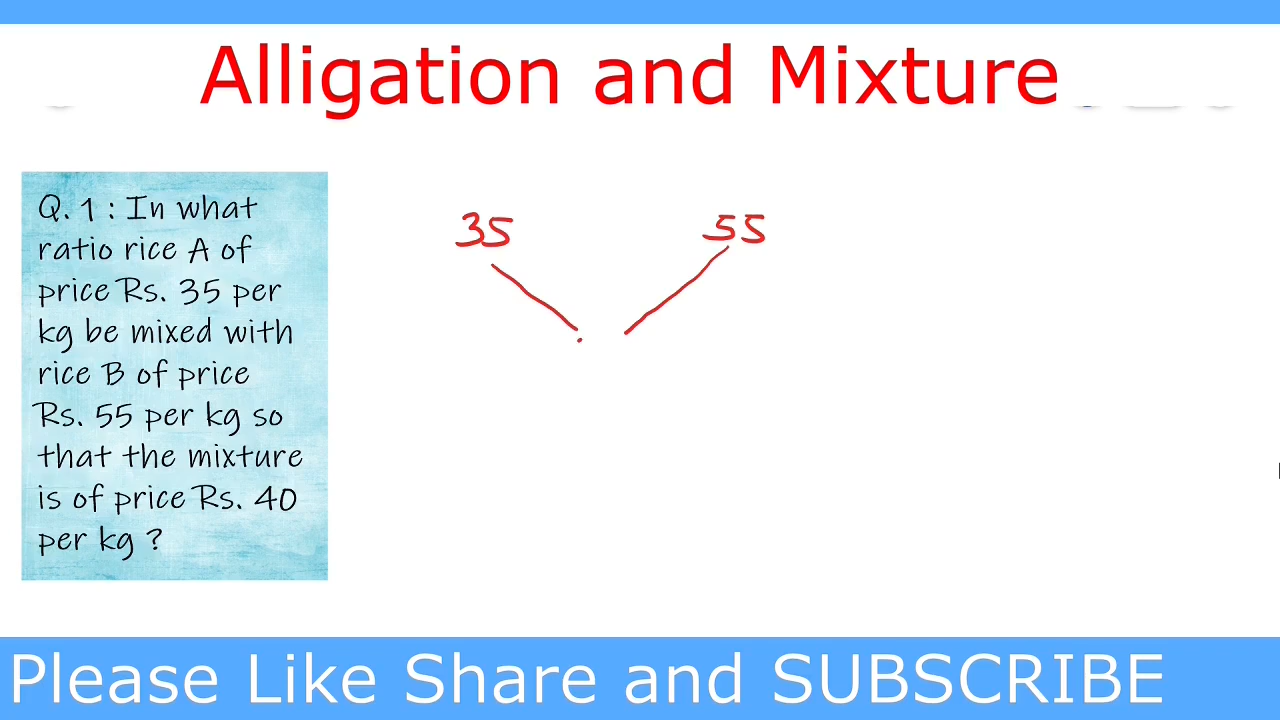 Alligation and Mixture
Q. 1 : In what
ratio rice A of
price Rs. 35 per
kg be mixed with
rice B of price
Rs. 55 per kg so
that the mixture
is of price Rs. 40
per kg ?
35 55
Please Like Share and SUBSCRIBE